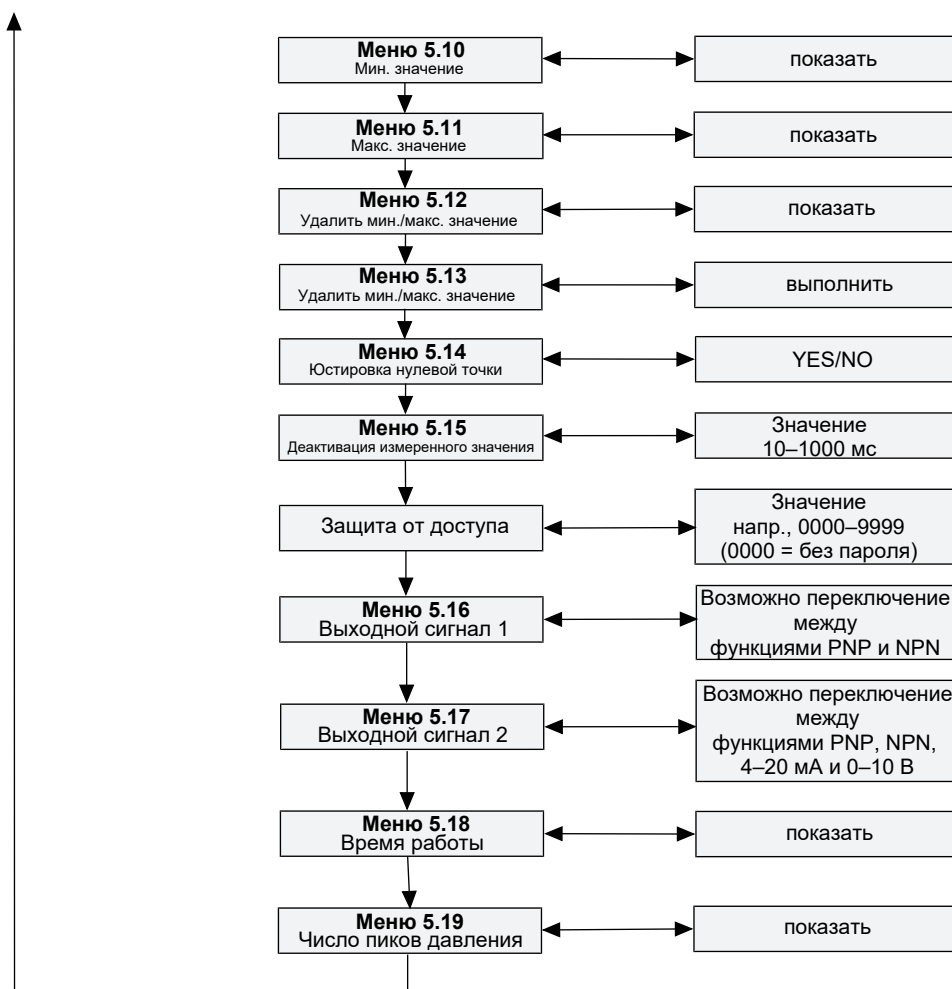 Меню 5.10
Мин. значение
показать
Меню 5.11
Макс. значение
показать
Меню 5.12
Удалить мин./макс. значение
показать
Меню 5.13
Удалить мин./макс. значение
выполнить
Меню 5.14
Юстировка нулевой точки
YES/NO
Меню 5.15
Деактивация измеренного значения
Значение
10–1000 мс
Защита от доступа
Значение
напр., 0000–9999
(0000 = без пароля)
Меню 5.16
Выходной сигнал 1
Возможно переключение
между
функциями PNP и NPN
Меню 5.17
Выходной сигнал 2
Возможно переключение
между
функциями PNP, NPN,
4–20 мА и 0–10 В
Меню 5.18
Время работы
показать
Меню 5.19
Число пиков давления
показать